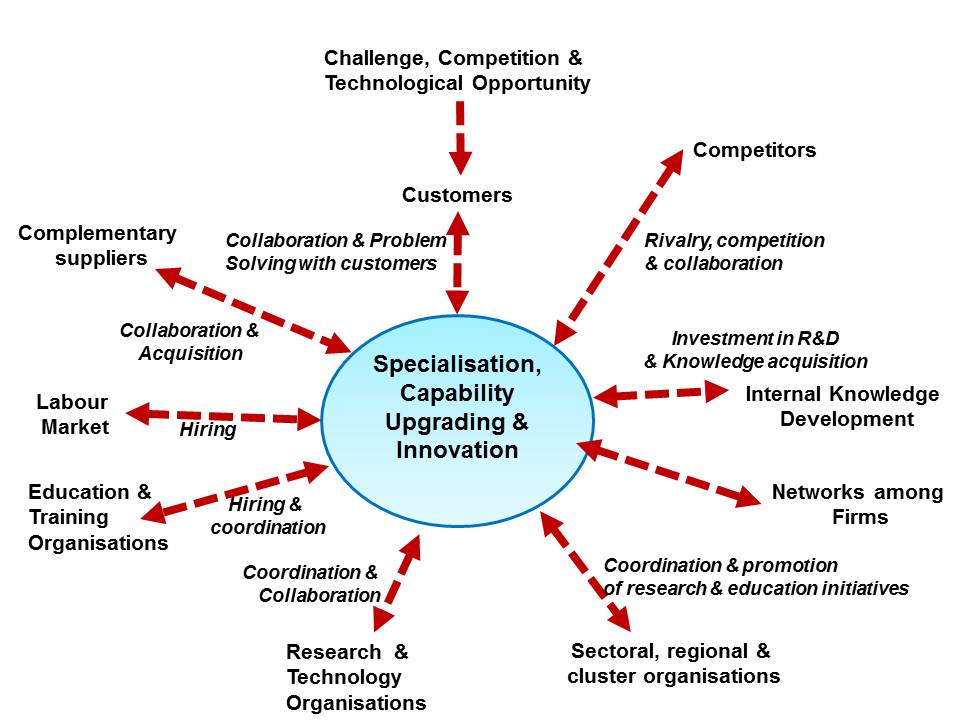 Challenge, Competition &
Technological Opportunity
Competitors
Customers
Complementary
suppliers
Collaboration & Problem
Solving with customers
Rivalry, competition
& collaboration
Collaboration &
Acquisition
Investment in R&D
& Knowledge acquisition
Specialisation,
Capability
Upgrading &
Innovation
Labour
Market
Hiring
Internal Knowledge
Development
Education &
Training
Organisations
Hiring &
coordination
Networks among
Firms
Coordination &
Collaboration
Coordination & promotion
of research & education initiatives
Research &
Technology
Organisations
Sectoral, regional &
cluster organisations